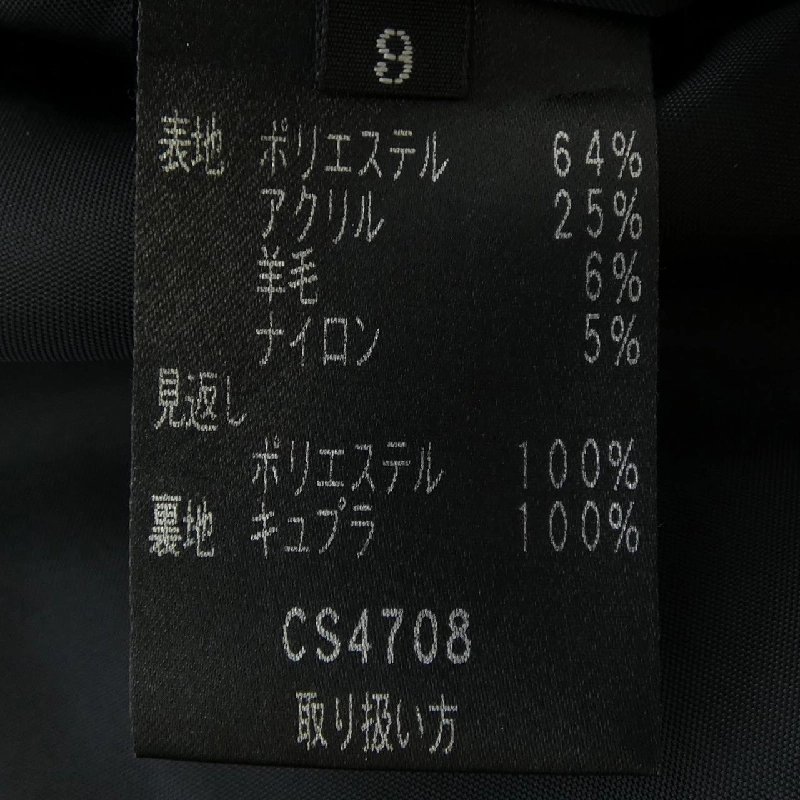 9
表地 ポリエステル 64%
アクリル 25%
羊毛 6%
ナイロン 5%
見返し
ポリエステル 100%
裏地 キュプラ 100%
CS4708
取り扱い方